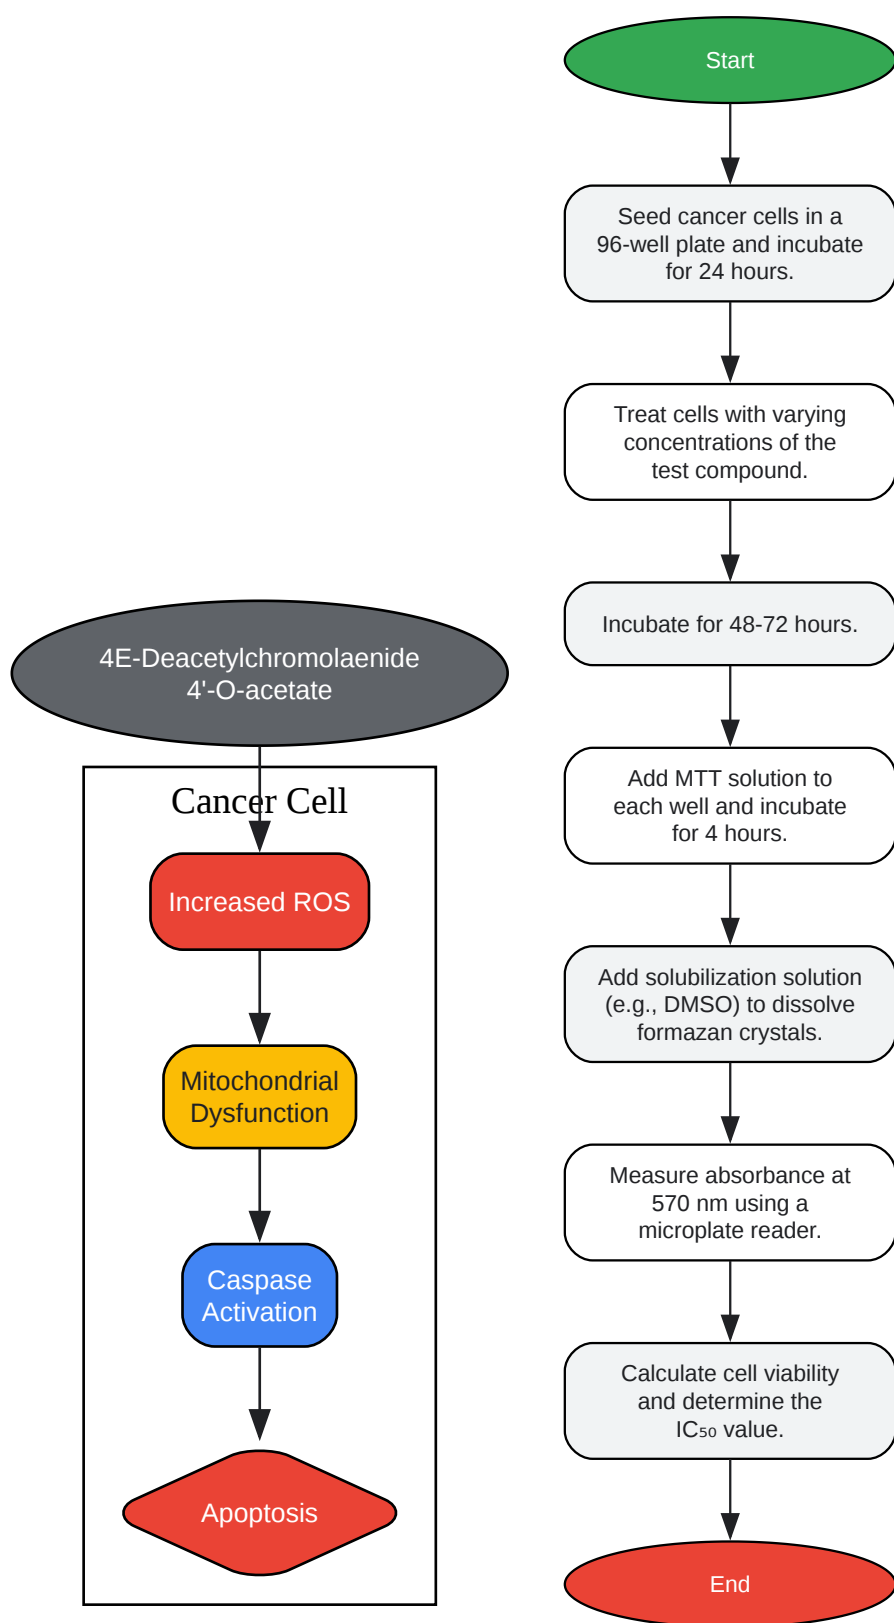 4E-Deacetylchromolaenide
4'-O-acetate
Cancer Cell
Increased ROS
Mitochondrial
Dysfunction
Caspase
Activation
Apoptosis
Start
Seed cancer cells in a
96-well plate and incubate
for 24 hours.
Treat cells with varying
concentrations of the
test compound.
Incubate for 48-72 hours.
Add MTT solution to
each well and incubate
for 4 hours.
Add solubilization solution
(e.g., DMSO) to dissolve
formazan crystals.
Measure absorbance at
570 nm using a
microplate reader.
Calculate cell viability
and determine the
IC₅₀ value.
End